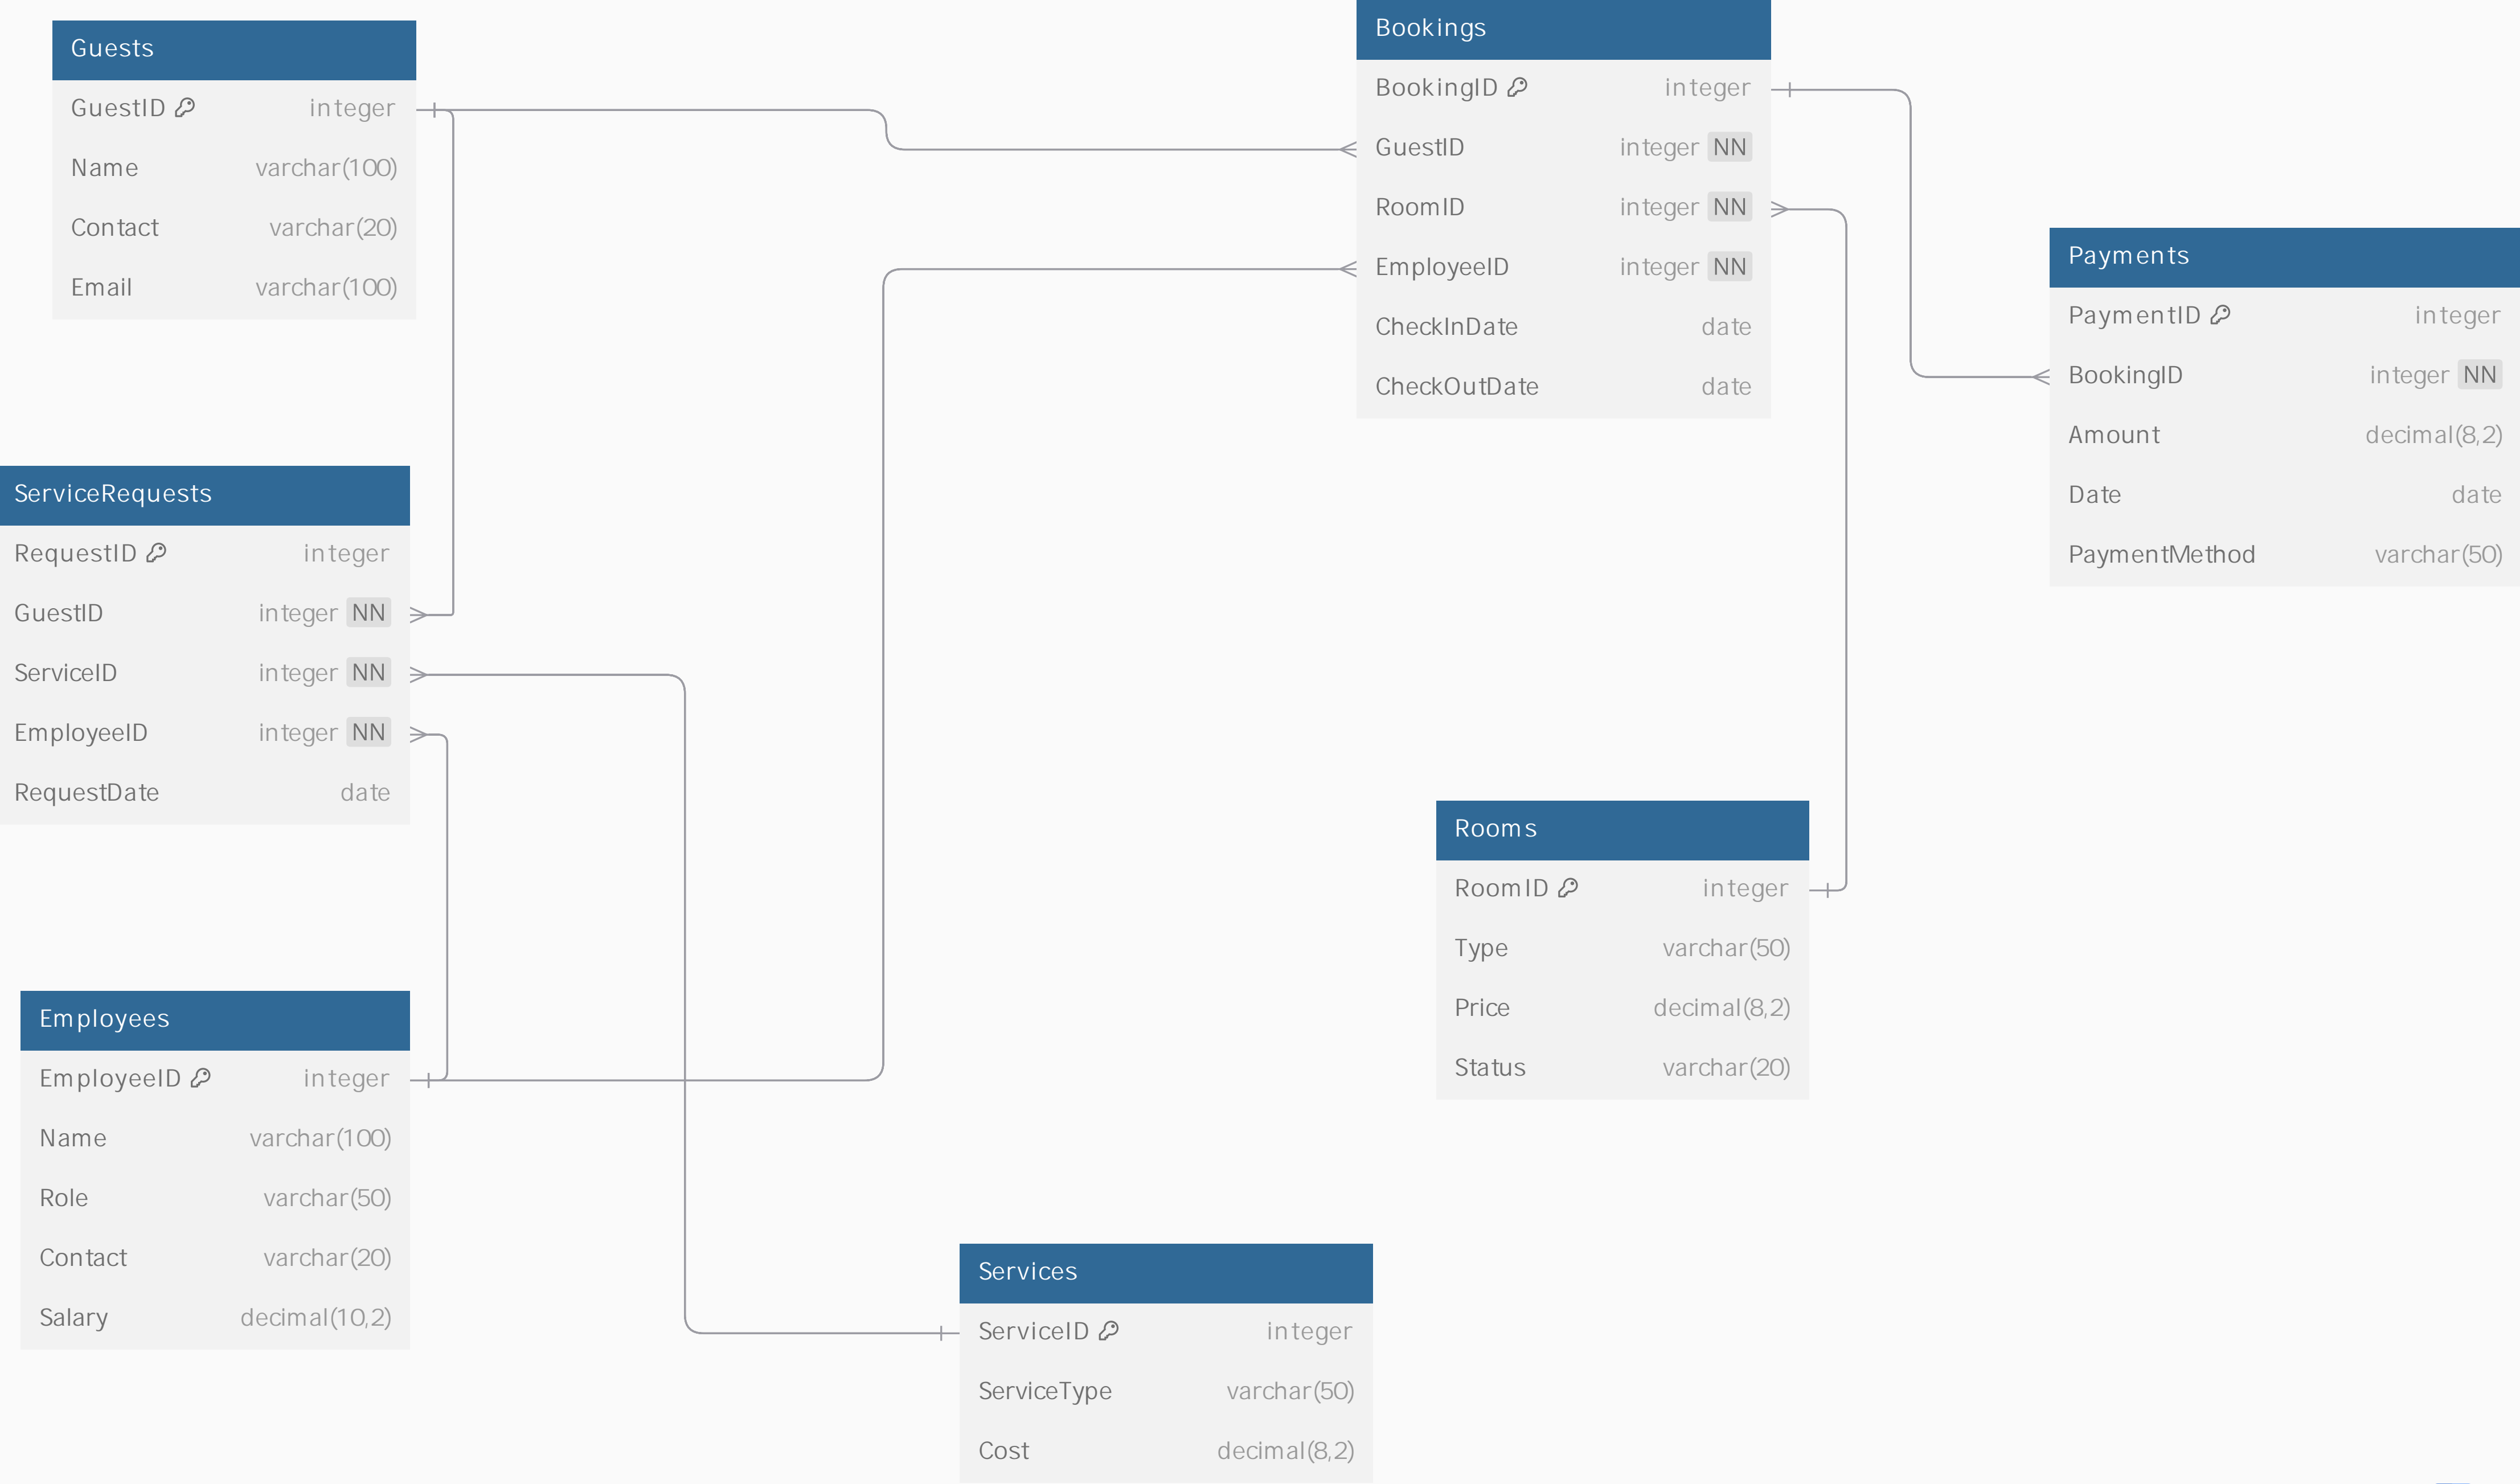 Guests
GuestID integer
Name varchar(100)
Contact varchar(20)
Email varchar(100)
Bookings
BookingID integer
GuestID integer NN
RoomID integer NN
EmployeeID integer NN
CheckInDate date
CheckOutDate date
Payments
PaymentID integer
BookingID integer NN
Amount decimal(8,2)
Date date
PaymentMethod varchar(50)
ServiceRequests
RequestID integer
GuestID integer NN
ServiceID integer NN
EmployeeID integer NN
RequestDate date
Rooms
RoomID integer
Type varchar(50)
Price decimal(8,2)
Status varchar(20)
Employees
EmployeeID integer
Name varchar(100)
Role varchar(50)
Contact varchar(20)
Salary decimal(10,2)
Services
ServiceID integer
ServiceType varchar(50)
Cost decimal(8,2)